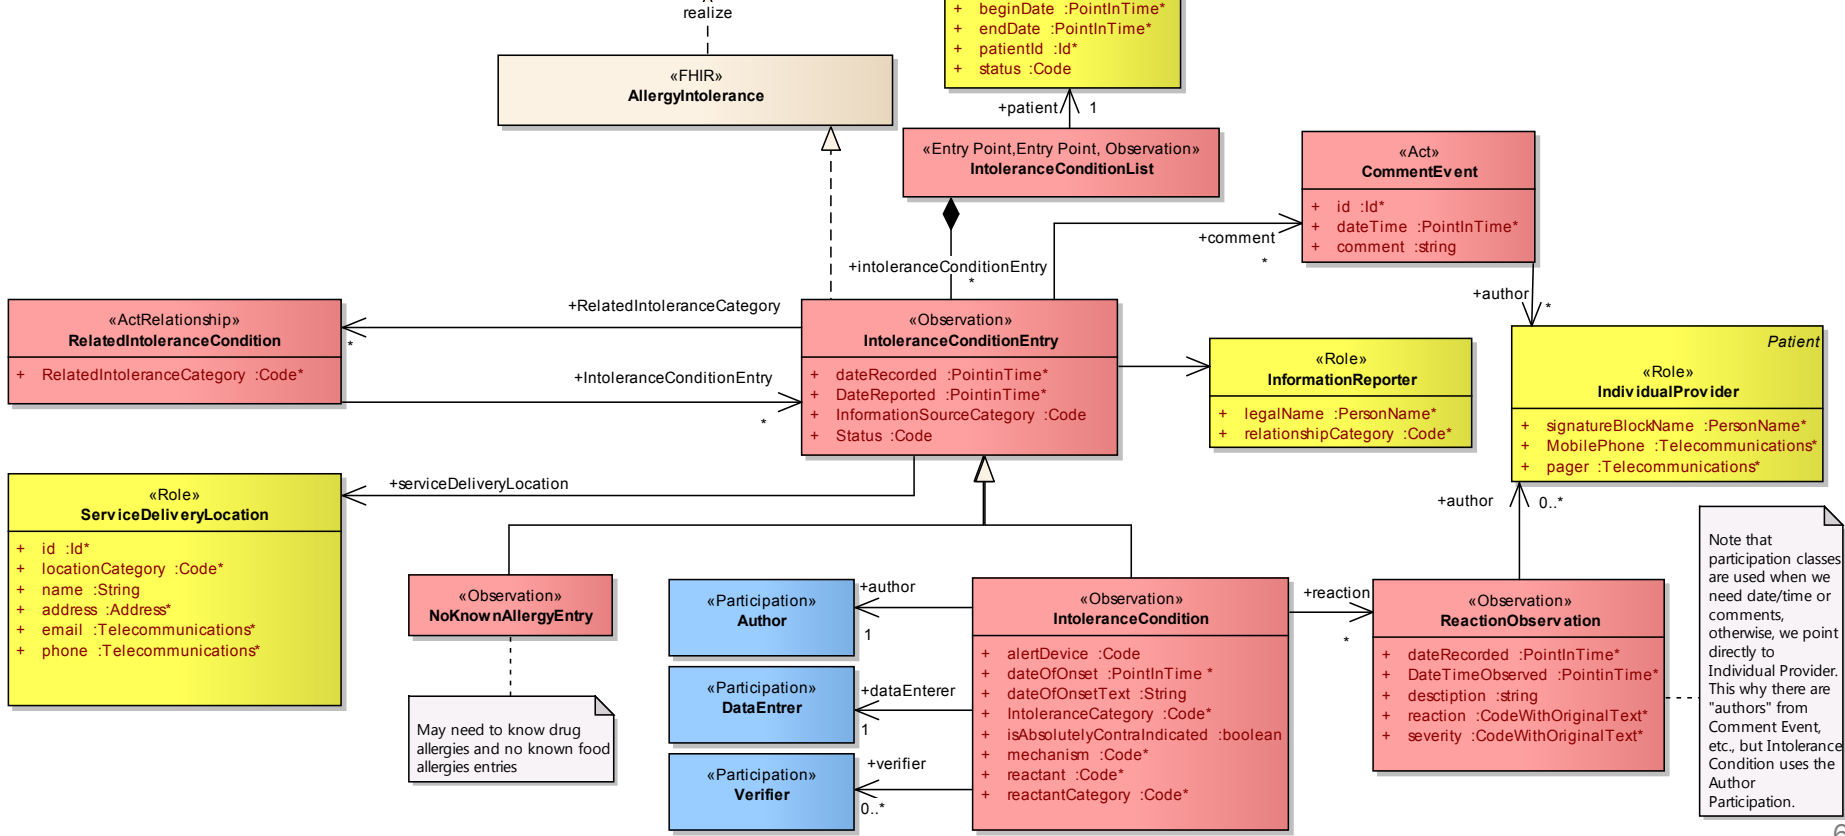 realize
«FHIR»
AllergyIntolerance
+ beginDate :PointInTime*
+ endDate :PointInTime*
+ patientId :Id*
+ status :Code
+patient 1
«Entry Point,Entry Point, Observation»
IntoleranceConditionList
+intoleranceConditionEntry
*
+comment
*
«Act»
CommentEvent
+ id :Id*
+ dateTime :PointInTime*
+ comment :string
+author
*
«ActRelationship»
RelatedIntoleranceCondition
+ RelatedIntoleranceCategory :Code*
+RelatedIntoleranceCategory
*
+IntoleranceConditionEntry
*
«Observation»
IntoleranceConditionEntry
+ dateRecorded :PointinTime*
+ DateReported :PointinTime*
+ InformationSourceCategory :Code
+ Status :Code
«Role»
InformationReporter
+ legalName :PersonName*
+ relationshipCategory :Code*
Patient
«Role»
IndividualProvider
+ signatureBlockName :PersonName*
+ MobilePhone :Telecommunications*
+ pager :Telecommunications*
+serviceDeliveryLocation
«Role»
ServiceDeliveryLocation
+ id :Id*
+ locationCategory :Code*
+ name :String
+ address :Address*
+ email :Telecommunications*
+ phone :Telecommunications*
«Observation»
NoKnownAllergyEntry
May need to know drug
allergies and no known food
allergies entries
«Participation»
Author
+author
1
«Participation»
DataEntrer
+dataEnterer
1
«Participation»
Verifier
+verifier
0..*
«Observation»
IntoleranceCondition
+ alertDevice :Code
+ dateOfOnset :PointInTime *
+ dateOfOnsetText :String
+ IntoleranceCategory :Code*
+ isAbsolutelyContraIndicated :boolean
+ mechanism :Code*
+ reactant :Code*
+ reactantCategory :Code*
+reaction
*
«Observation»
ReactionObservation
+ dateRecorded :PointInTime*
+ DateTimeObserved :PointinTime*
+ desctiption :string
+ reaction :CodeWithOriginalText*
+ severity :CodeWithOriginalText*
+author 0..*
Note that
participation classes
are used when we
need date/time or
comments,
otherwise, we point
directly to
Individual Provider.
This why there are
"authors" from
Comment Event,
etc., but Intolerance
Condition uses the
Author
Participation.